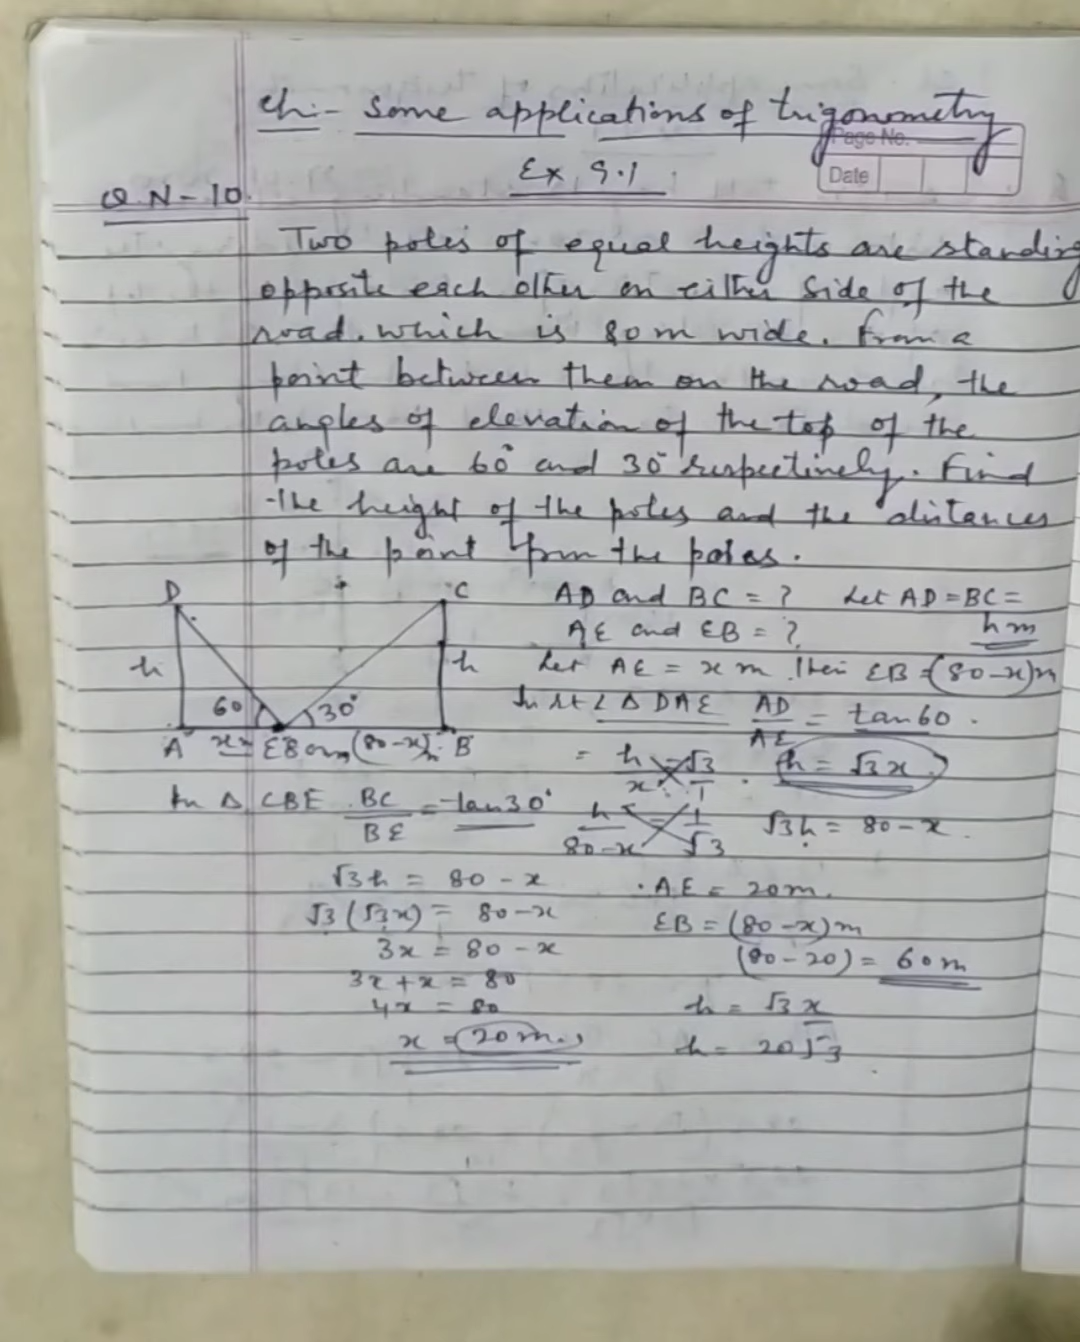 Ch:- Some applications of trigonometry
Page No.
Ex 9.1
Date
Q.N-10.
Two poles of equal heights are standing
opposite each other on either side of the
road. which is 80m wide. From a
point between them on the road, the
angles of elevation of the top of the
poles are 60° and 30° respectively. Find
the height of the poles and the distances
of the point from the poles.
D
C
h
h
60
30°
A
x
E
80m
(80-x)m
B
AD and BC = ? Let AD = BC =
h m
AE and EB = ?
Let AE = x m. Then EB = (80-x)m
In rt ∠ Δ DAE AD/AE = tan60.
= h/x = √3/1. h = √3x.
In Δ CBE BC/BE = tan30° h/80-x = 1/√3 √3h = 80-x.
√3h = 80-x
√3(√3x) = 80-x
3x = 80-x
3x+x = 80
4x = 80
x = 20m.
.AE = 20m.
EB = (80-x)m
(80-20) = 60m
h = √3x
h = 20√3